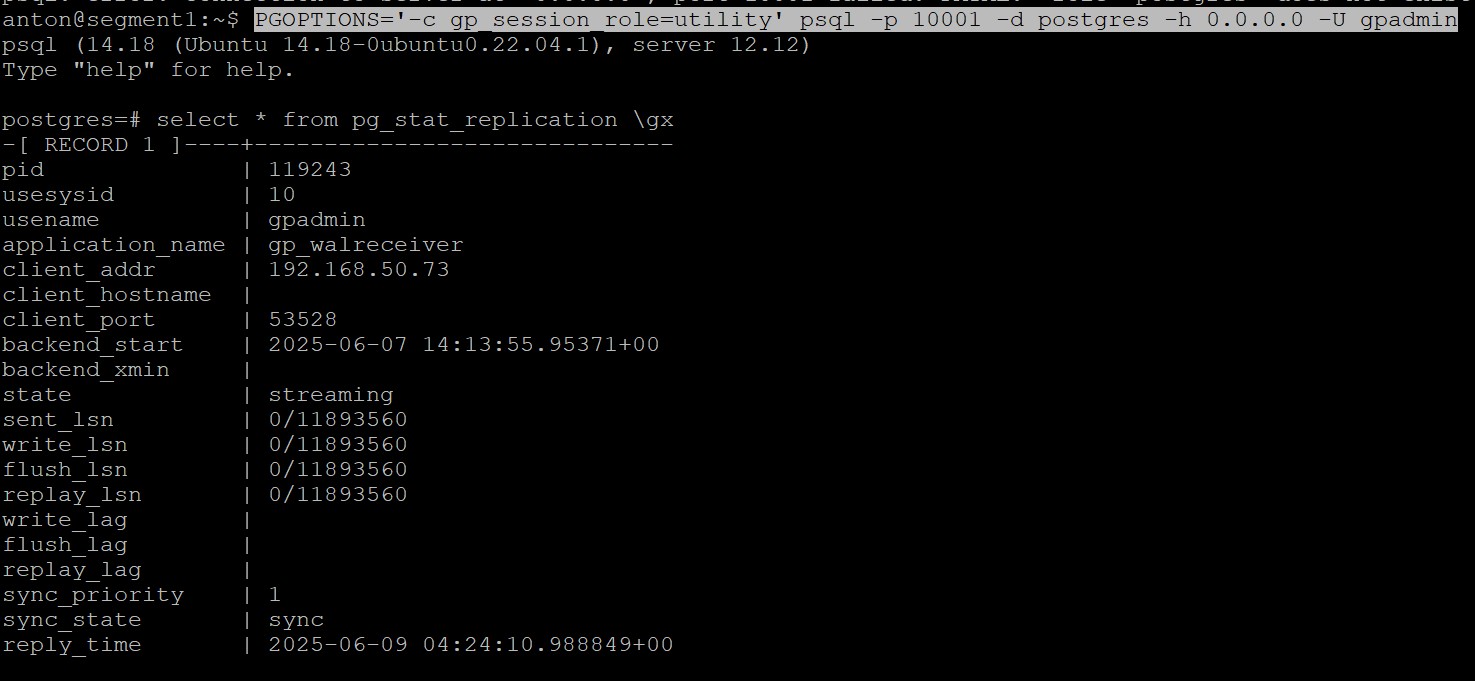 anton@segment1:~$ PGOPTIONS='-c gp_session_role=utility' psql -p 10001 -d postgres -h 0.0.0.0 -U gpadmin
psql (14.18 (Ubuntu 14.18-0ubuntu0.22.04.1), server 12.12)
Type "help" for help.
postgres=# select * from pg_stat_replication \gx
-[ RECORD 1 ]----+------------------------------
pid              | 119243
usesysid         | 10
usename          | gpadmin
application_name | gp_walreceiver
client_addr      | 192.168.50.73
client_hostname  |
client_port      | 53528
backend_start    | 2025-06-07 14:13:55.95371+00
backend_xmin     |
state            | streaming
sent_lsn         | 0/11893560
write_lsn        | 0/11893560
flush_lsn        | 0/11893560
replay_lsn       | 0/11893560
write_lag        |
flush_lag        |
replay_lag       |
sync_priority    | 1
sync_state       | sync
reply_time       | 2025-06-09 04:24:10.988849+00